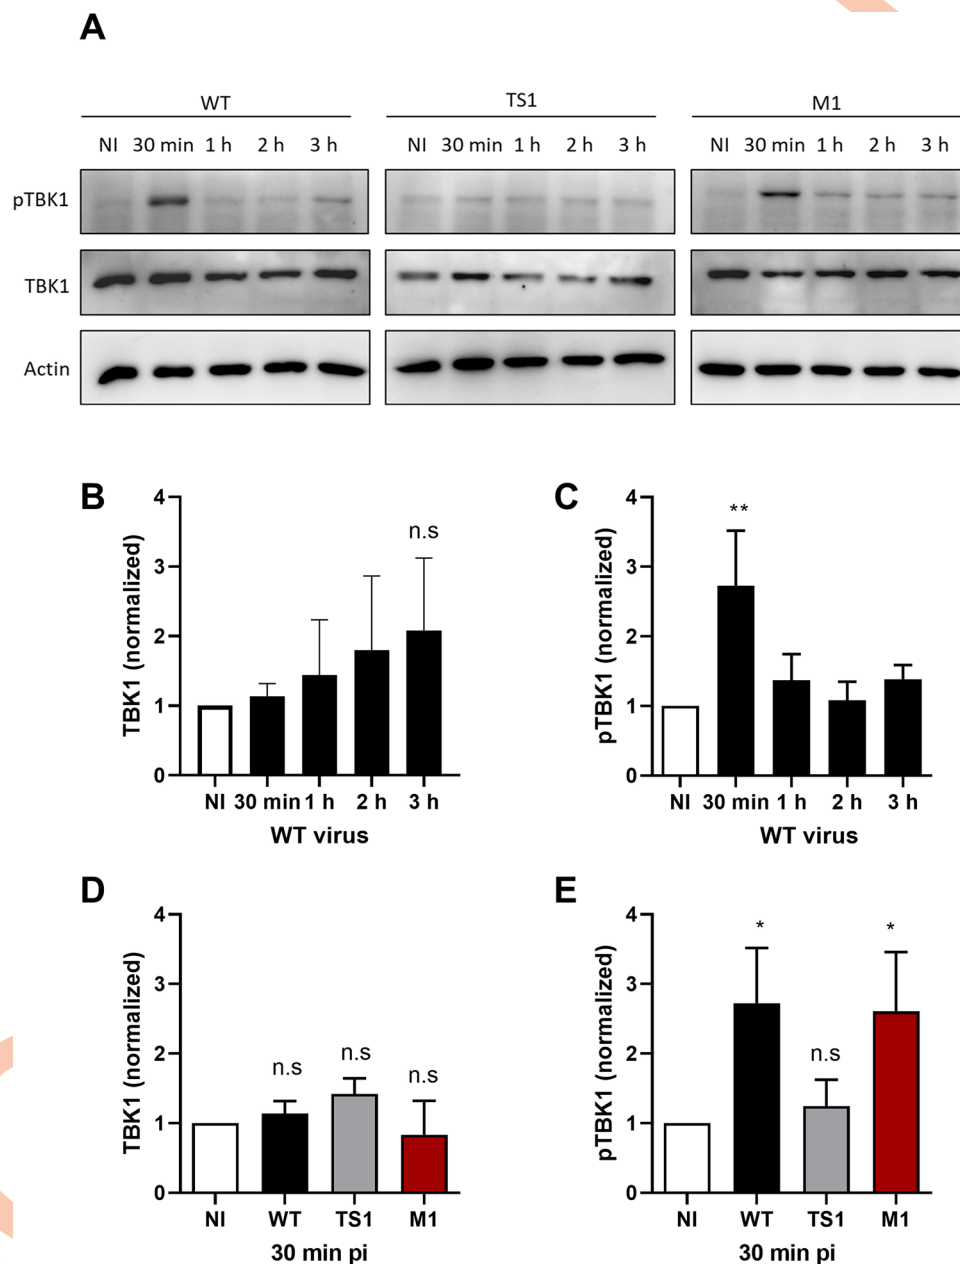 A
WT
TS1
M1
NI 30 min 1 h 2 h 3 h
NI 30 min 1 h 2 h 3 h
NI 30 min 1 h 2 h 3 h
pTBK1
TBK1
Actin
B
TBK1 (normalized)
4
3
2
1
0
n.s
NI 30 min 1 h 2 h 3 h
WT virus
C
pTBK1 (normalized)
4
3
2
1
0
**
NI 30 min 1 h 2 h 3 h
WT virus
D
TBK1 (normalized)
4
3
2
1
0
n.s
n.s
n.s
NI WT TS1 M1
30 min pi
E
pTBK1 (normalized)
4
3
2
1
0
*
n.s
*
NI WT TS1 M1
30 min pi